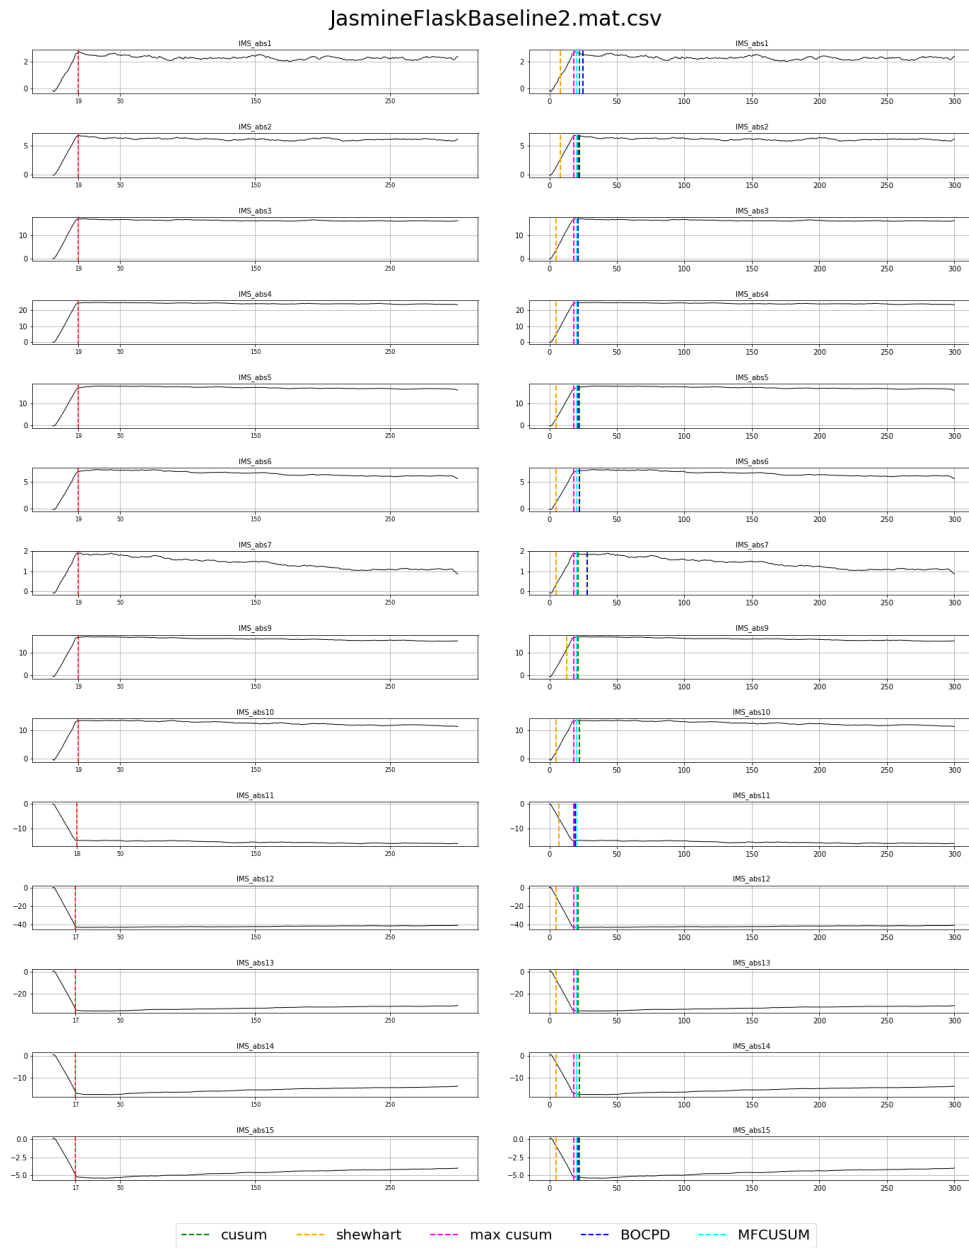 JasmineFlaskBaseline2.mat.csv
IMS_abs1
2
0
19 50 150 250
IMS_abs1
2
0
0 50 100 150 200 250 300
IMS_abs2
5
0
19 50 150 250
IMS_abs2
5
0
0 50 100 150 200 250 300
IMS_abs3
10
0
19 50 150 250
IMS_abs3
10
0
0 50 100 150 200 250 300
IMS_abs4
20
10
0
19 50 150 250
IMS_abs4
20
10
0
0 50 100 150 200 250 300
IMS_abs5
10
0
19 50 150 250
IMS_abs5
10
0
0 50 100 150 200 250 300
IMS_abs6
5
0
19 50 150 250
IMS_abs6
5
0
0 50 100 150 200 250 300
IMS_abs7
2
1
0
19 50 150 250
IMS_abs7
2
1
0
0 50 100 150 200 250 300
IMS_abs9
10
0
19 50 150 250
IMS_abs9
10
0
0 50 100 150 200 250 300
IMS_abs10
10
0
19 50 150 250
IMS_abs10
10
0
0 50 100 150 200 250 300
IMS_abs11
0
−10
18 50 150 250
IMS_abs11
0
−10
0 50 100 150 200 250 300
IMS_abs12
0
−20
−40
17 50 150 250
IMS_abs12
0
−20
−40
0 50 100 150 200 250 300
IMS_abs13
0
−20
17 50 150 250
IMS_abs13
0
−20
0 50 100 150 200 250 300
IMS_abs14
0
−10
17 50 150 250
IMS_abs14
0
−10
0 50 100 150 200 250 300
IMS_abs15
0.0
−2.5
−5.0
17 50 150 250
IMS_abs15
0.0
−2.5
−5.0
0 50 100 150 200 250 300
cusum shewhart max cusum BOCPD MFCUSUM